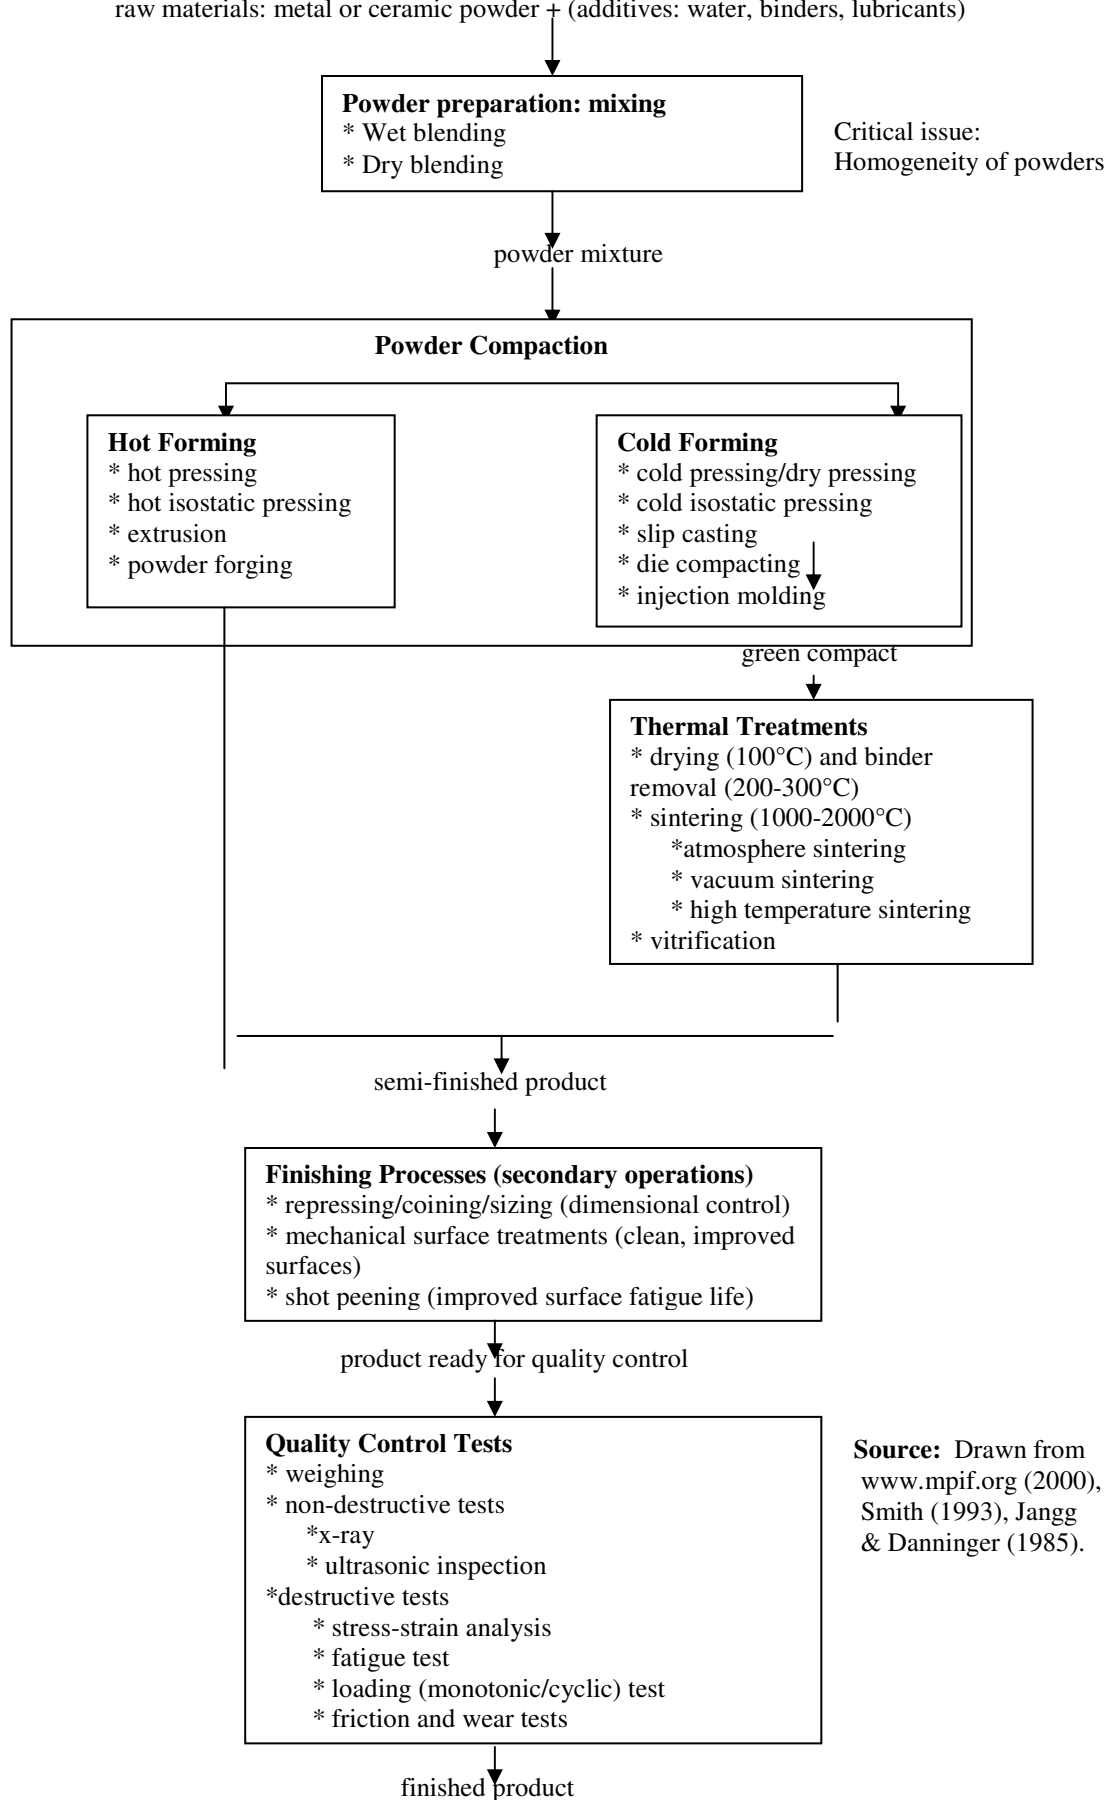 raw materials: metal or ceramic powder + (additives: water, binders, lubricants)
Powder preparation: mixing
* Wet blending
* Dry blending
Critical issue:
Homogeneity of powders
powder mixture
Powder Compaction
Hot Forming
* hot pressing
* hot isostatic pressing
* extrusion
* powder forging
Cold Forming
* cold pressing/dry pressing
* cold isostatic pressing
* slip casting
* die compacting
* injection molding
green compact
Thermal Treatments
* drying (100°C) and binder
removal (200-300°C)
* sintering (1000-2000°C)
*atmosphere sintering
* vacuum sintering
* high temperature sintering
* vitrification
semi-finished product
Finishing Processes (secondary operations)
* repressing/coining/sizing (dimensional control)
* mechanical surface treatments (clean, improved
surfaces)
* shot peening (improved surface fatigue life)
product ready for quality control
Quality Control Tests
* weighing
* non-destructive tests
*x-ray
* ultrasonic inspection
*destructive tests
* stress-strain analysis
* fatigue test
* loading (monotonic/cyclic) test
* friction and wear tests
Source: Drawn from
www.mpif.org (2000),
Smith (1993), Jangg
& Danninger (1985).
finished product